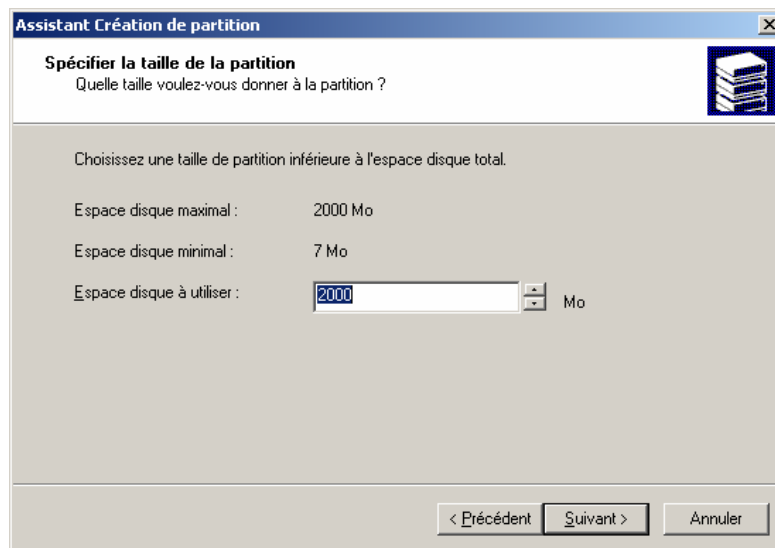 Assistant Création de partition
Spécifier la taille de la partition
Quelle taille voulez-vous donner à la partition ?
Choisissez une taille de partition inférieure à l'espace disque total.
Espace disque maximal : 2000 Mo
Espace disque minimal : 7 Mo
Espace disque à utiliser : 2000 Mo
< Précédent Suivant > Annuler